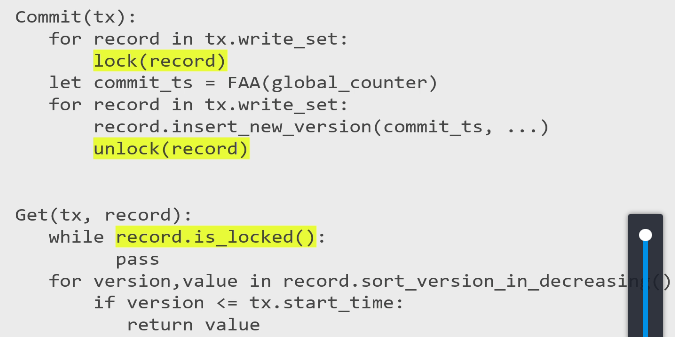 Commit(tx):
for record in tx.write_set:
lock(record)
let commit_ts = FAA(global_counter)
for record in tx.write_set:
record.insert_new_version(commit_ts, ...)
unlock(record)
Get(tx, record):
while record.is_locked():
pass
for version,value in record.sort_version_in_decreasing()
if version <= tx.start_time:
return value